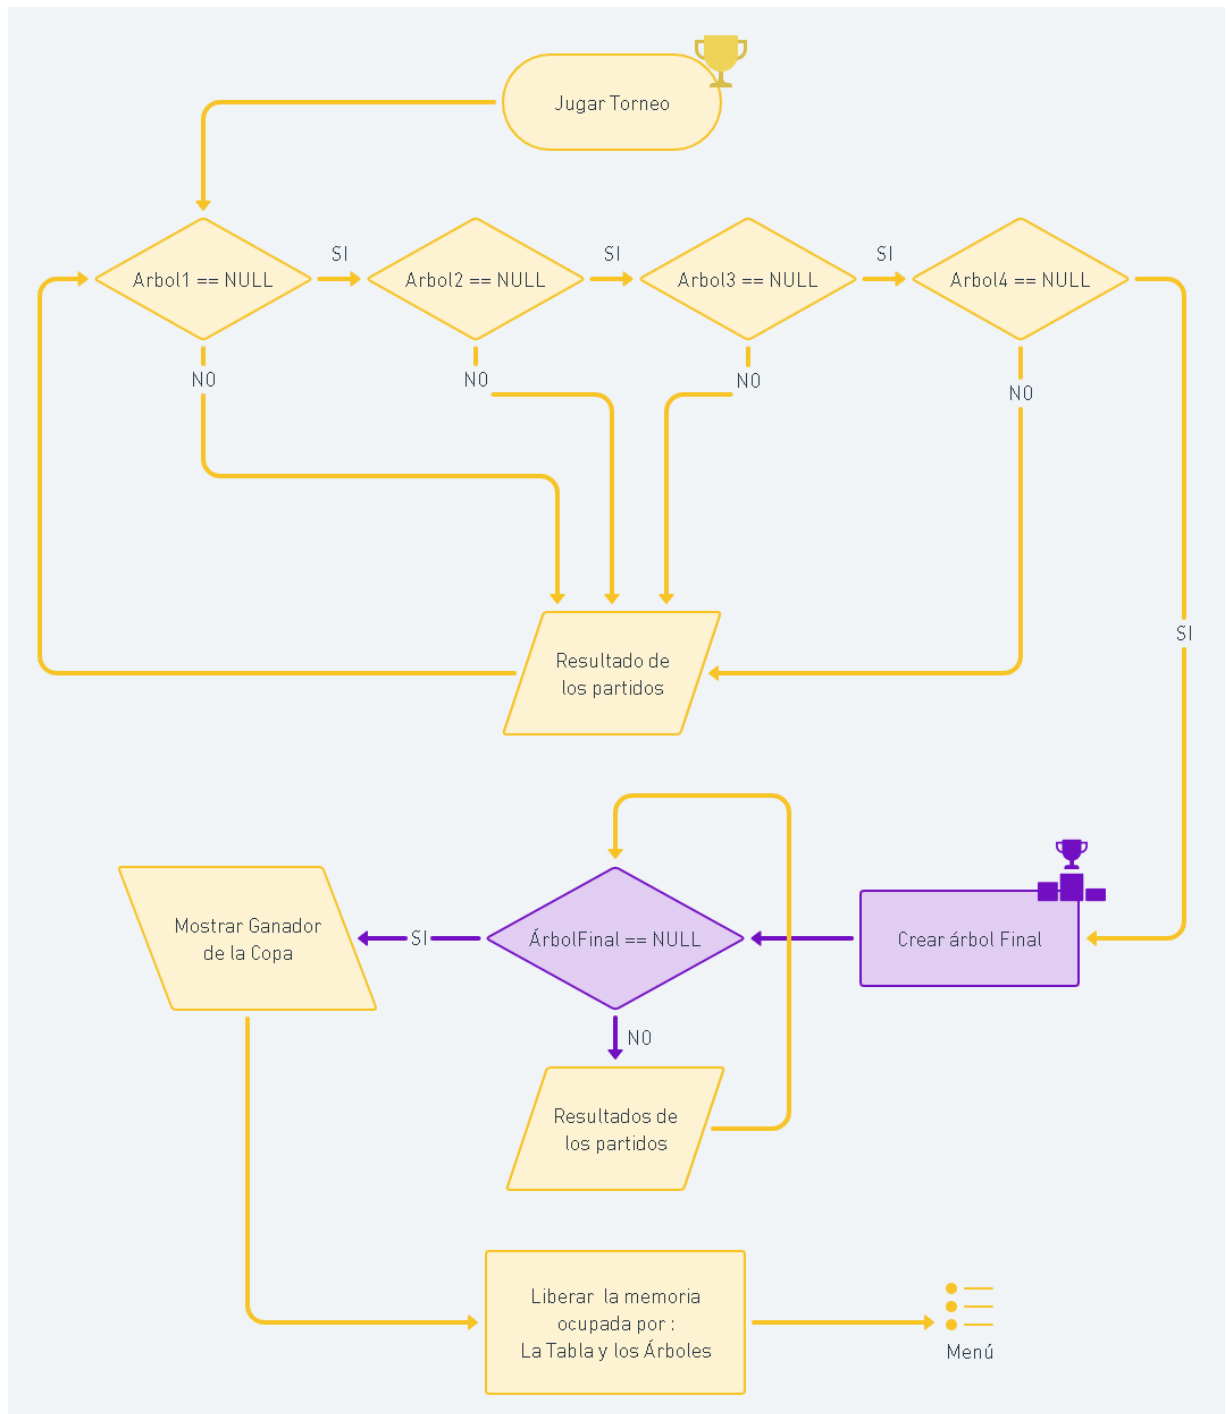 Jugar Torneo
Arbol1 == NULL
SI
Arbol2 == NULL
SI
Arbol3 == NULL
SI
Arbol4 == NULL
NO
NO
NO
NO
SI
Resultado de
los partidos
Mostrar Ganador
de la Copa
SI
ÁrbolFinal == NULL
Crear árbol Final
NO
Resultados de
los partidos
Liberar la memoria
ocupada por :
La Tabla y los Árboles
Menú